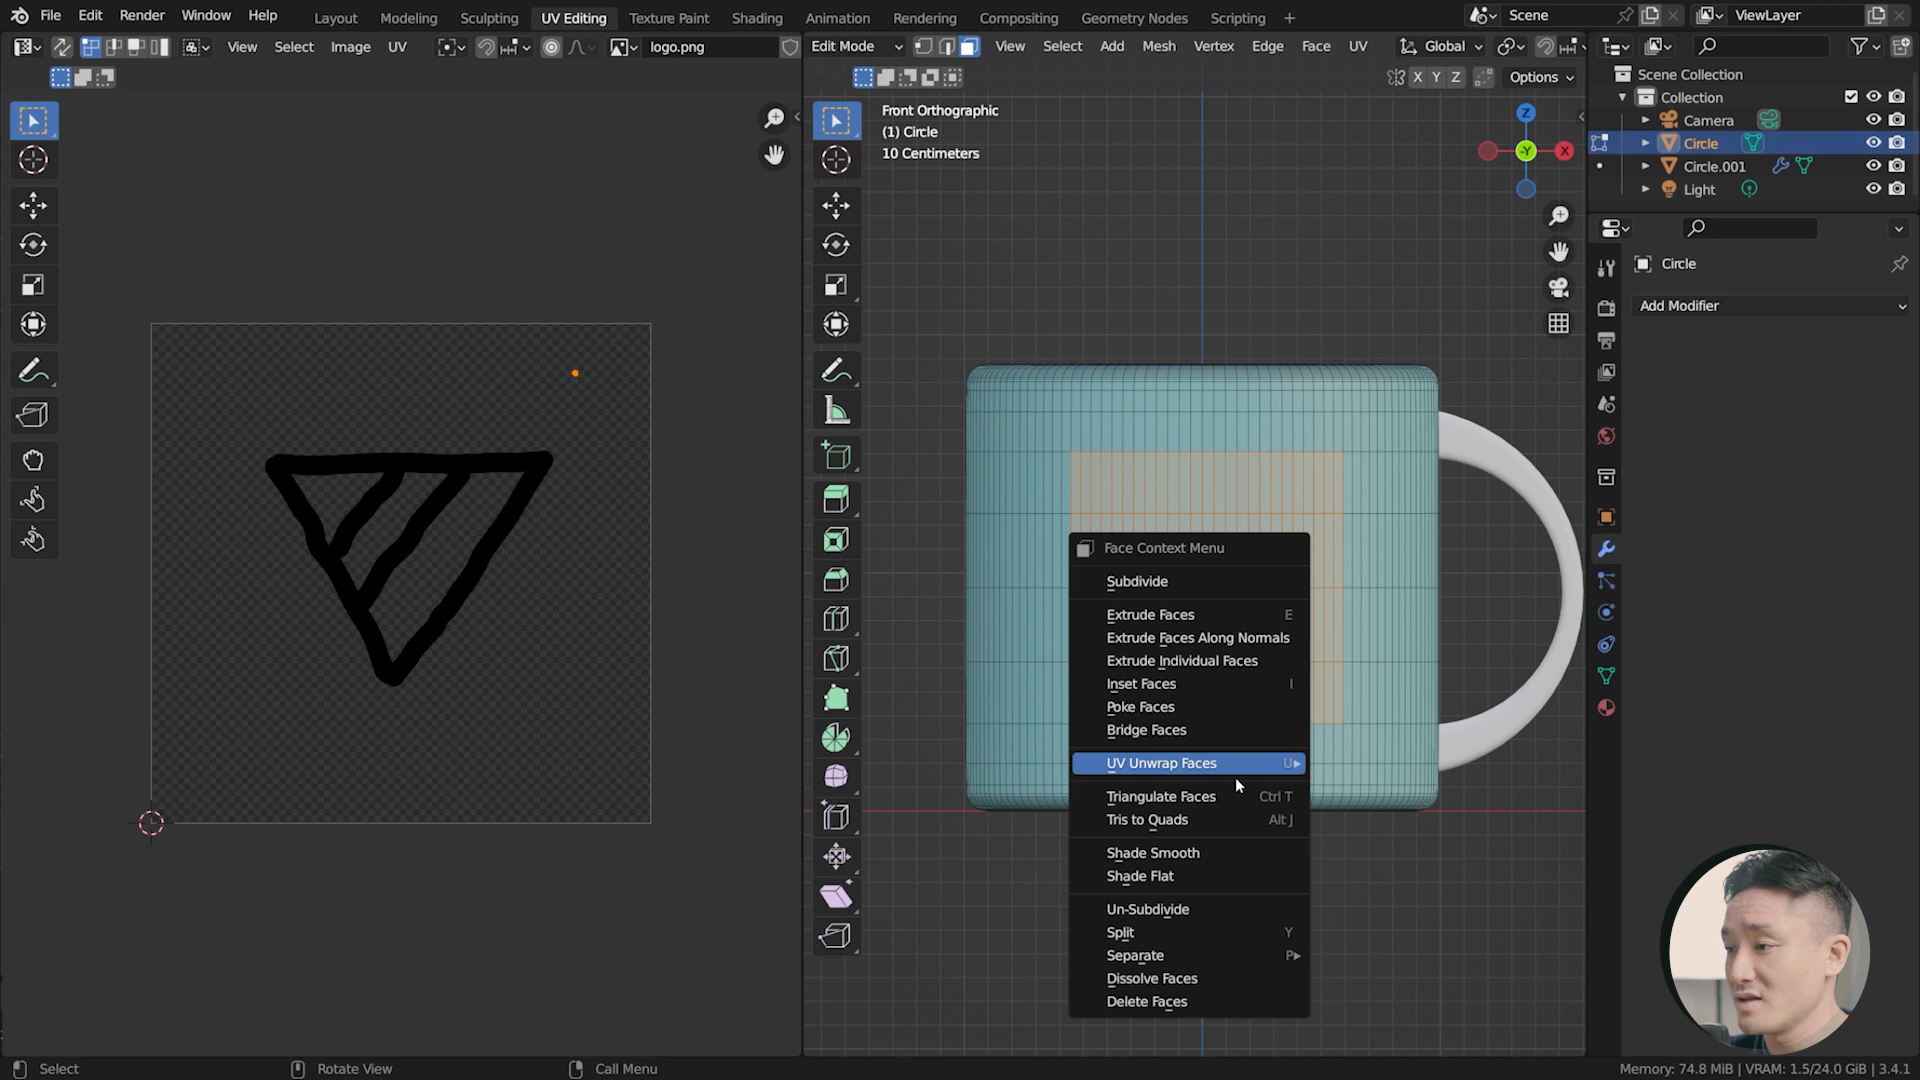 File Edit Render Window Help Layout Modeling Sculpting UV Editing Texture Paint Shading Animation Rendering Compositing Geometry Nodes Scripting + Scene ViewLayer
View Select Image UV logo.png Edit Mode View Select Add Mesh Vertex Edge Face UV Global
X Y Z Options
Scene Collection
Collection
Camera
Circle
Circle.001
Light
Front Orthographic
(1) Circle
10 Centimeters
Z
-Y
X
Circle
Add Modifier
Face Context Menu
Subdivide
Extrude Faces E
Extrude Faces Along Normals
Extrude Individual Faces
Inset Faces I
Poke Faces
Bridge Faces
UV Unwrap Faces U
Triangulate Faces Ctrl T
Tris to Quads Alt J
Shade Smooth
Shade Flat
Un-Subdivide
Split Y
Separate P
Dissolve Faces
Delete Faces
Select Rotate View Call Menu Memory: 74.8 MiB | VRAM: 1.5/24.0 GiB | 3.4.1